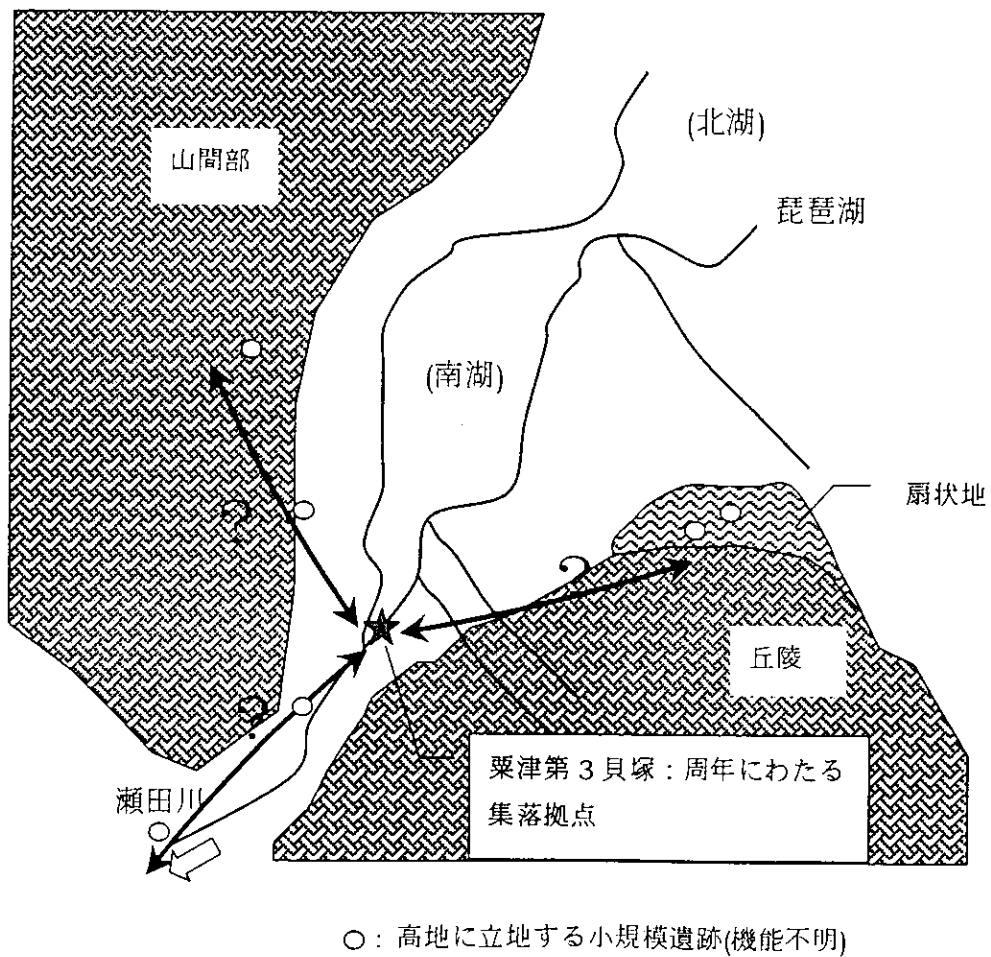 山間部
(北湖)
琵琶湖
(南湖)
扇状地
?
?
丘陵
?
粟津第3貝塚：周年にわたる
集落拠点
瀬田川
○：高地に立地する小規模遺跡(機能不明)